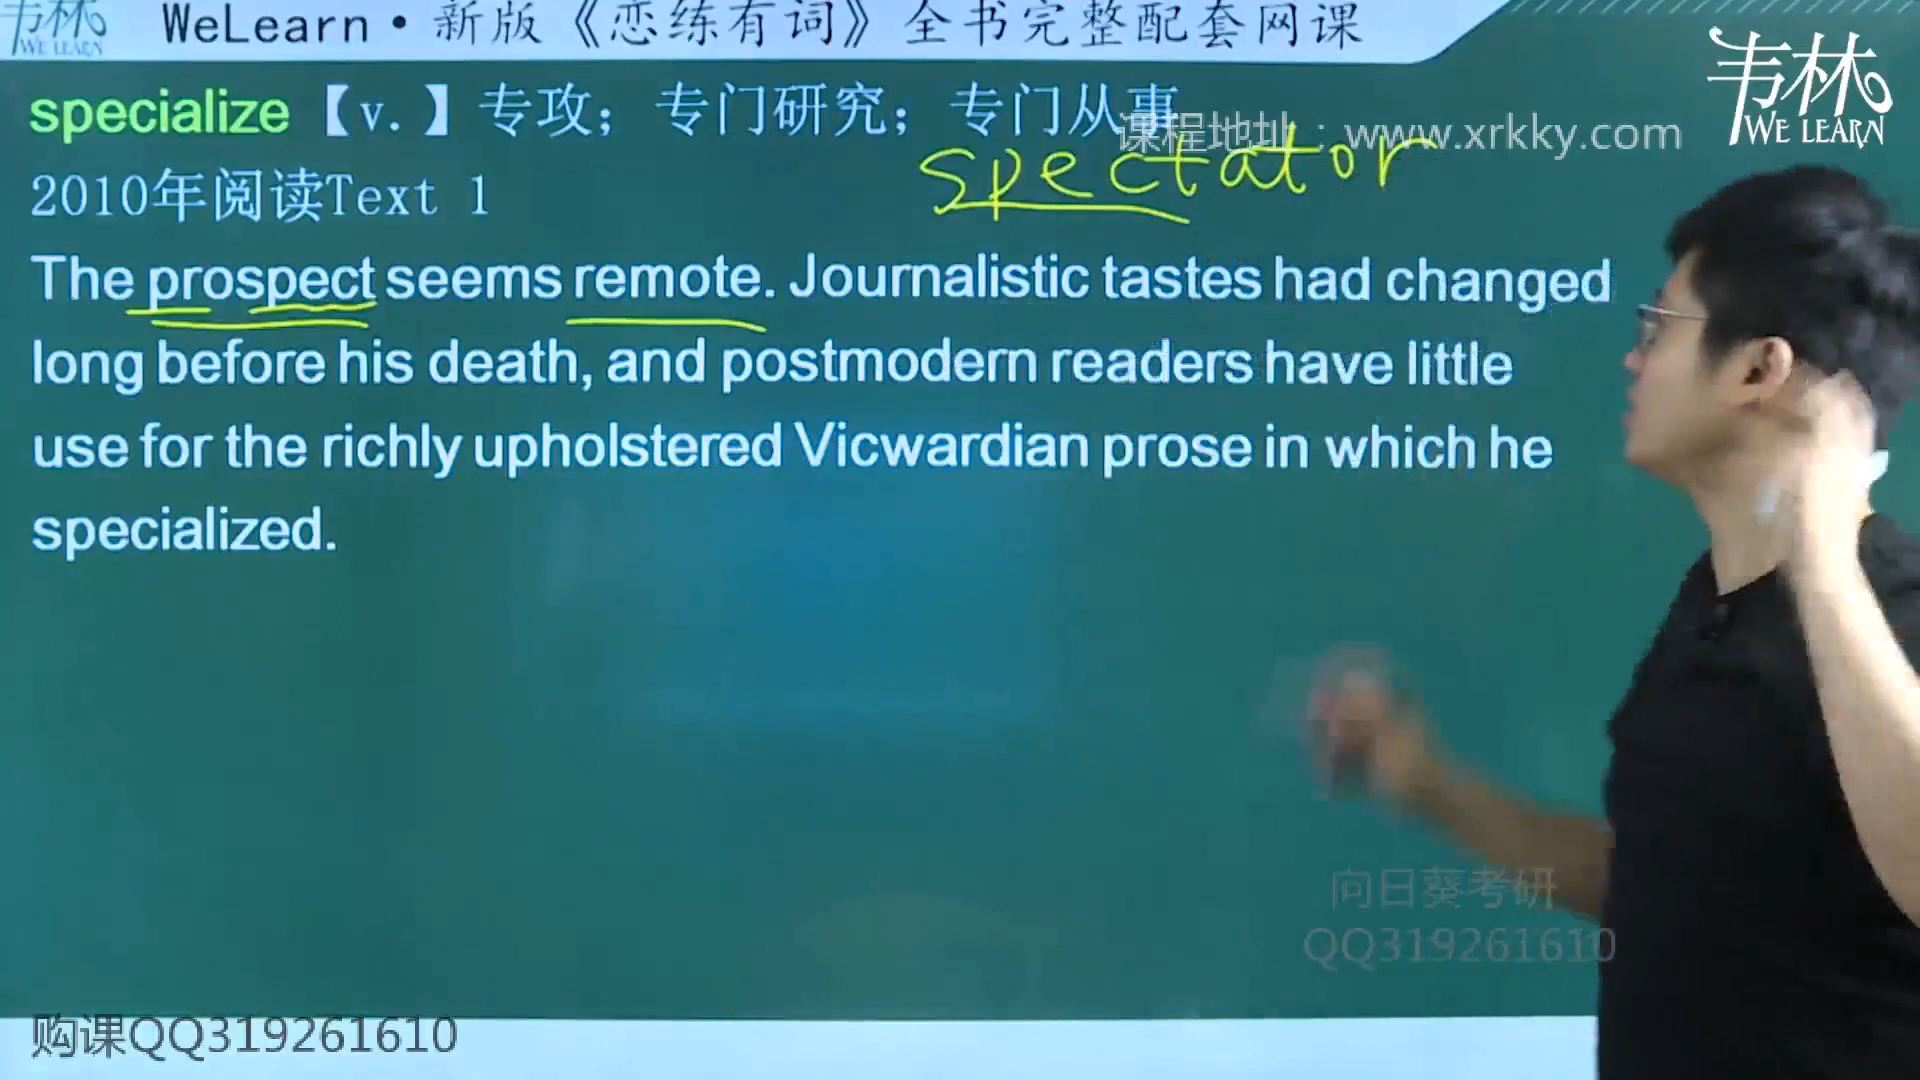 韦林
WE LEARN
WeLearn·新版《恋练有词》全书完整配套网课
韦林
WE LEARN
specialize【v.】专攻；专门研究；专门从事
课程地址：www.xrkky.com
spectator
2010年阅读Text 1
The prospect seems remote. Journalistic tastes had changed
long before his death, and postmodern readers have little
use for the richly upholstered Vicwardian prose in which he
specialized.
向日葵考研
QQ319261610
购课QQ319261610